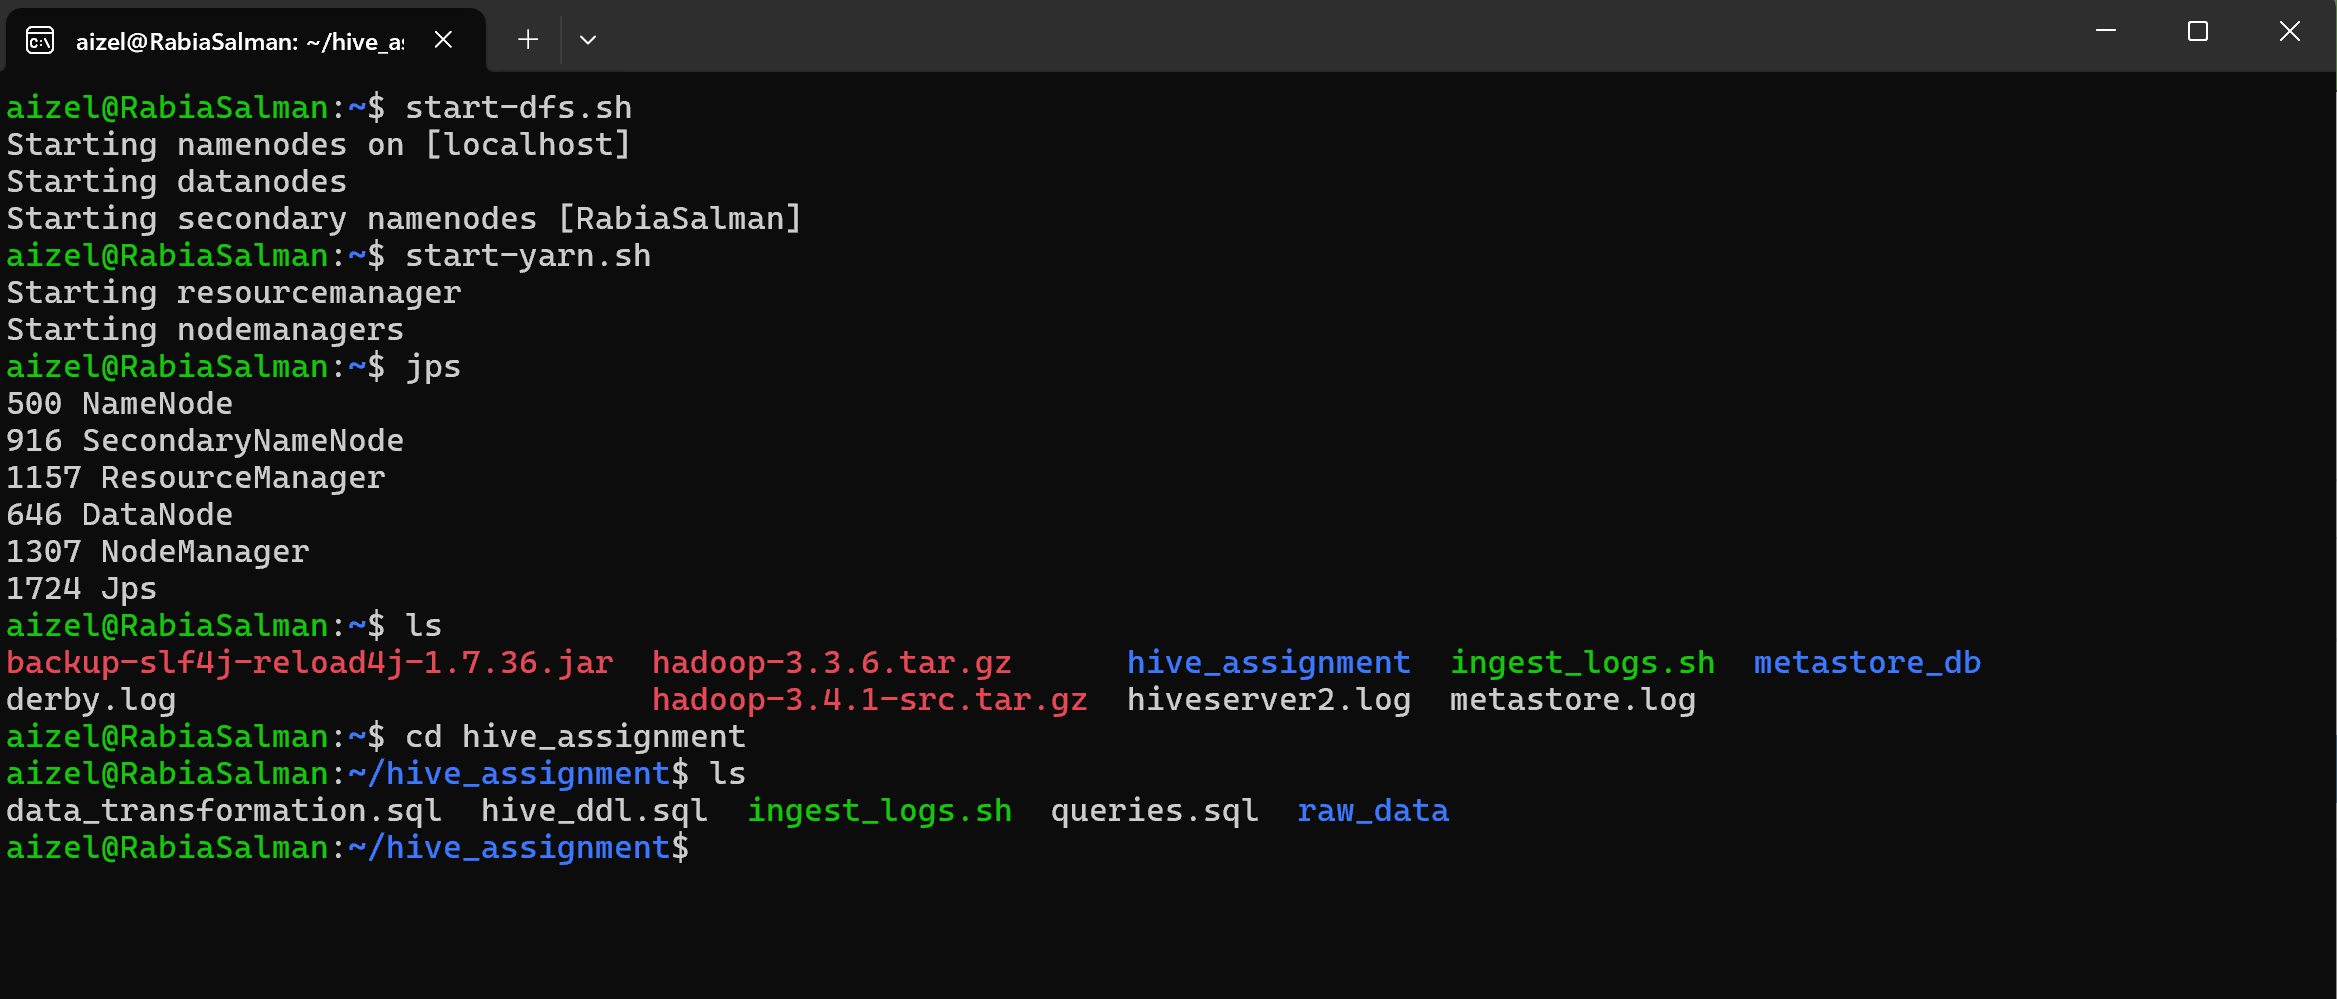 aizel@RabiaSalman: ~/hive_a
aizel@RabiaSalman:~$ start-dfs.sh
Starting namenodes on [localhost]
Starting datanodes
Starting secondary namenodes [RabiaSalman]
aizel@RabiaSalman:~$ start-yarn.sh
Starting resourcemanager
Starting nodemanagers
aizel@RabiaSalman:~$ jps
500 NameNode
916 SecondaryNameNode
1157 ResourceManager
646 DataNode
1307 NodeManager
1724 Jps
aizel@RabiaSalman:~$ ls
backup-slf4j-reload4j-1.7.36.jar  hadoop-3.3.6.tar.gz      hive_assignment  ingest_logs.sh  metastore_db
derby.log                         hadoop-3.4.1-src.tar.gz  hiveserver2.log  metastore.log
aizel@RabiaSalman:~$ cd hive_assignment
aizel@RabiaSalman:~/hive_assignment$ ls
data_transformation.sql  hive_ddl.sql  ingest_logs.sh  queries.sql  raw_data
aizel@RabiaSalman:~/hive_assignment$